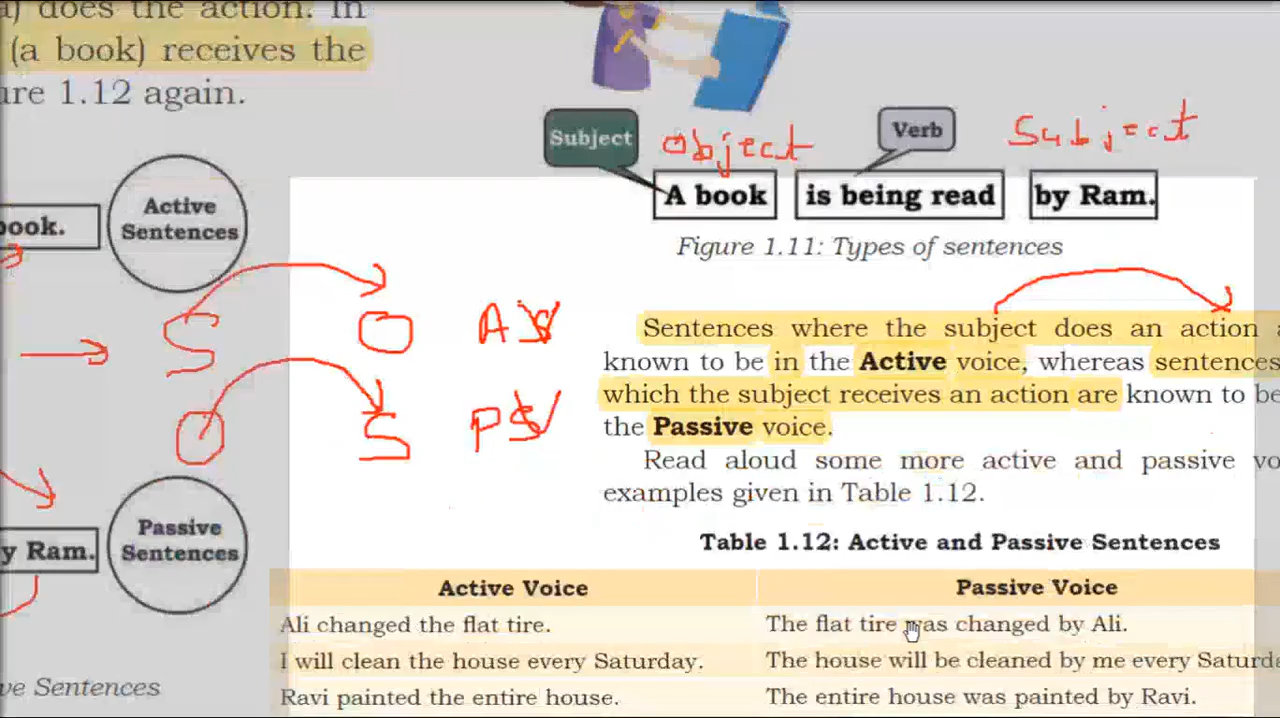 a) does the action. In
(a book) receives the
ure 1.12 again.
Subject
Object
Verb
Subject
A book
is being read
by Ram.
Figure 1.11: Types of sentences
book.
Active
Sentences
S O A V
O S P V
Sentences where the subject does an action a
known to be in the Active voice, whereas sentences
which the subject receives an action are known to be
the Passive voice.
Read aloud some more active and passive vo
examples given in Table 1.12.
y Ram.
Passive
Sentences
ve Sentences
Table 1.12: Active and Passive Sentences
Active Voice Passive Voice
Ali changed the flat tire. The flat tire was changed by Ali.
I will clean the house every Saturday. The house will be cleaned by me every Saturda
Ravi painted the entire house. The entire house was painted by Ravi.